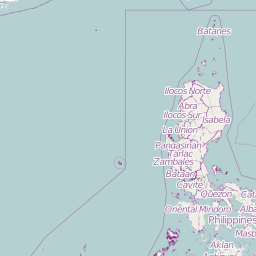 Batanes
Ilocos Norte
Abra
Ilocos Sur
Isabela
La Union
Pangasinan
Tarlac
Zambales
Bataan
Cavite
Quezon
Oriental Mindoro
Philippines
Aklan